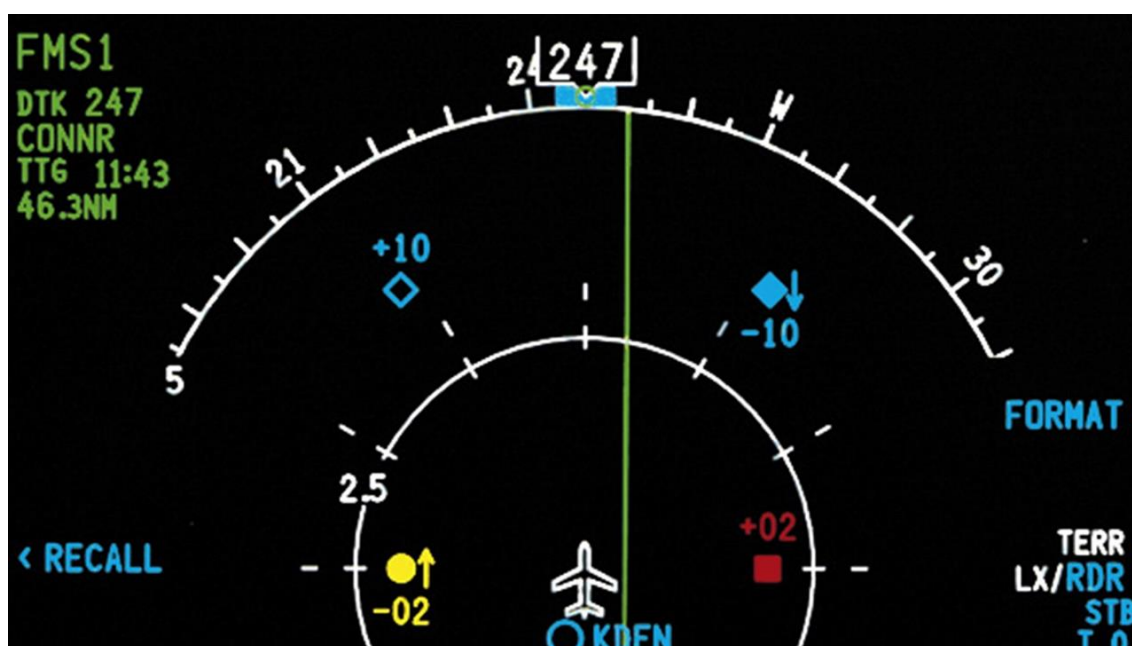 FMS1
DTK 247
CONNR
TTG 11:43
46.3NM
247
21
W
30
5
+10
-10
FORMAT
2.5
+02
-02
< RECALL
TERR
LX/RDR
STB
KDEN